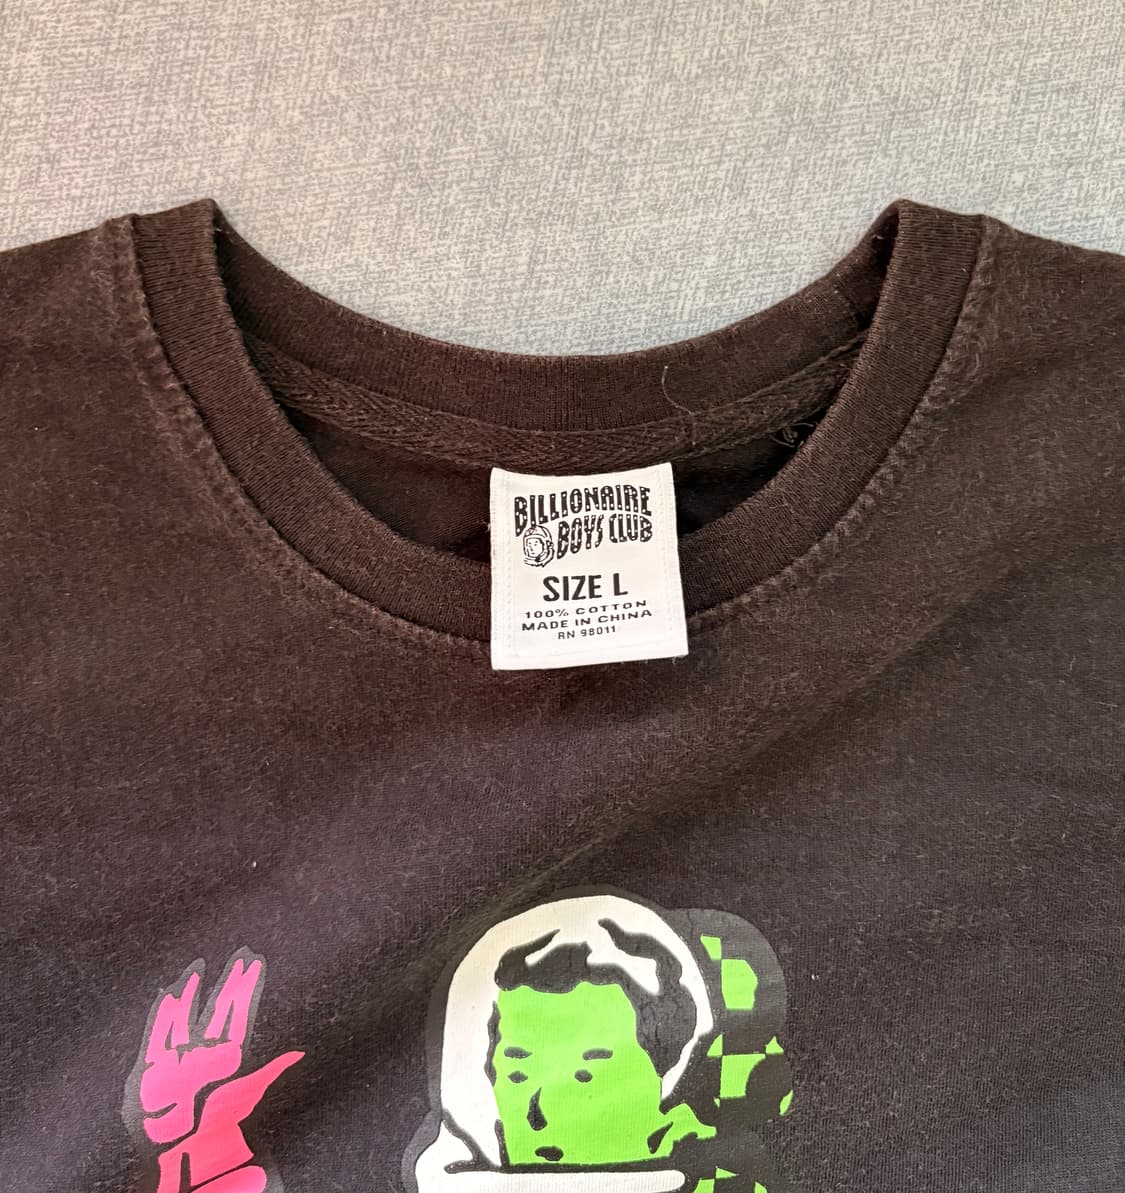 BILLIONAIRE
BOYS CLUB
SIZE L
100% COTTON
MADE IN CHINA
RN 98011